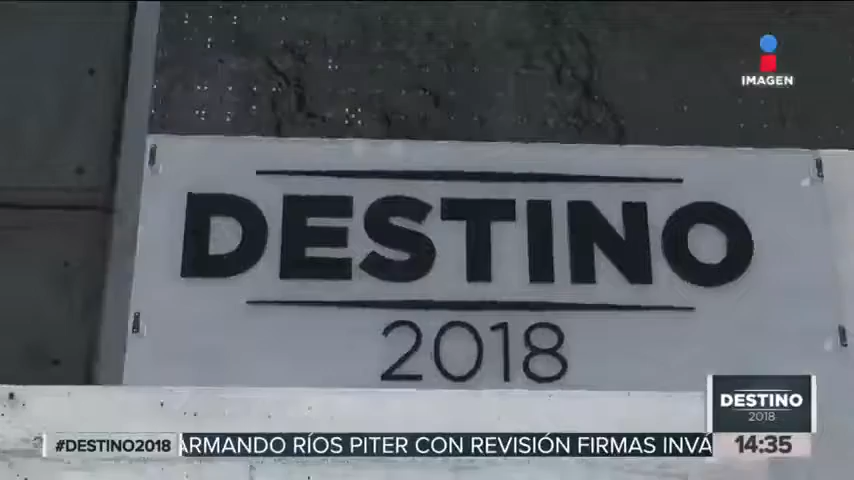 IMAGEN
DESTINO
2018
DESTINO
2018
#DESTINO2018
ARMANDO RÍOS PITER CON REVISIÓN FIRMAS INVÁ
14:35